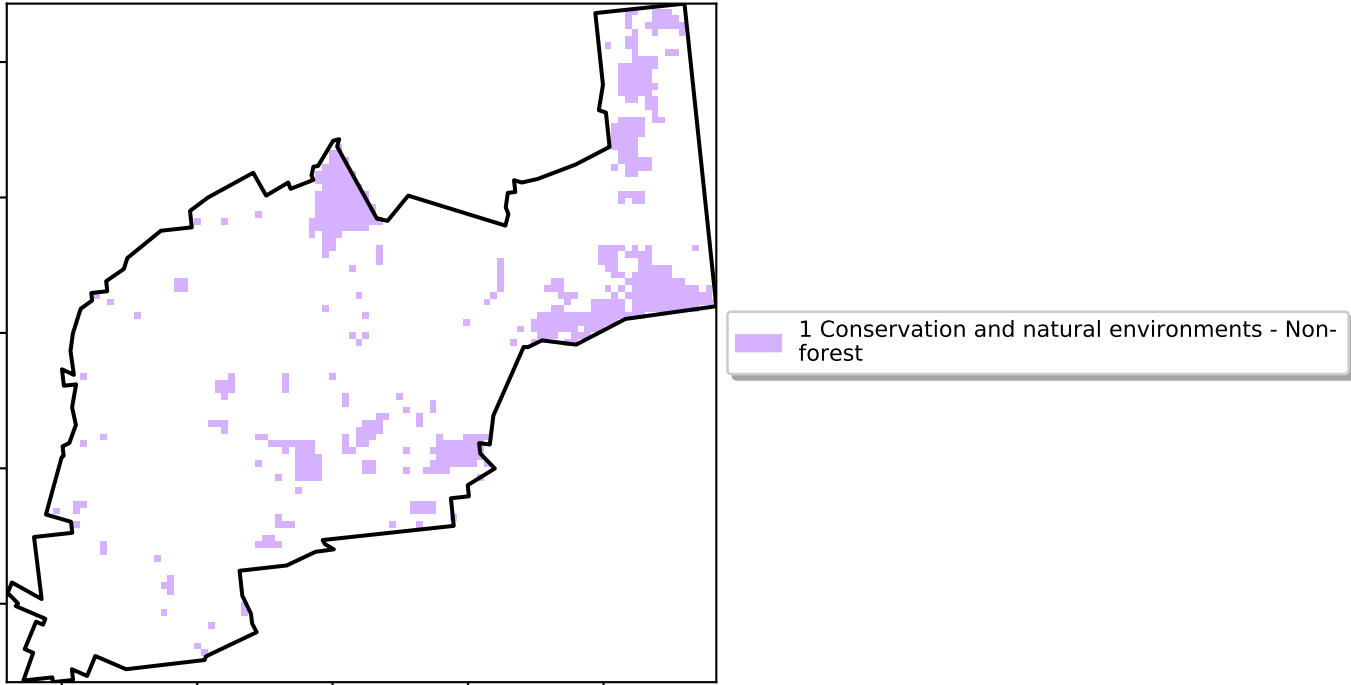 1 Conservation and natural environments - Non-
forest